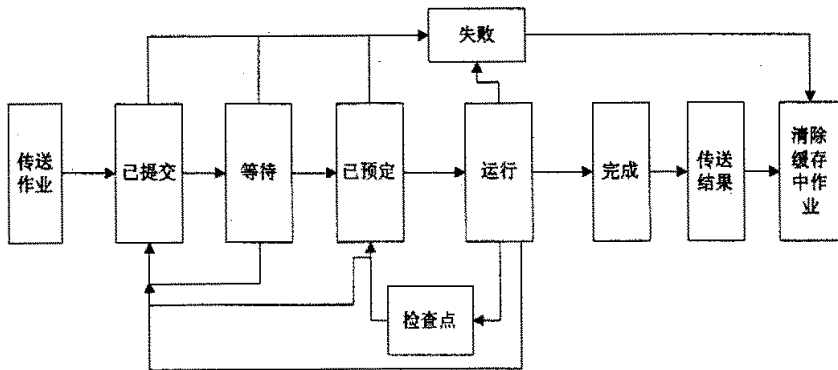 失败
传送
作业
已提交
等待
已预定
运行
完成
传送
结果
清除
缓存
中作
业
检查点